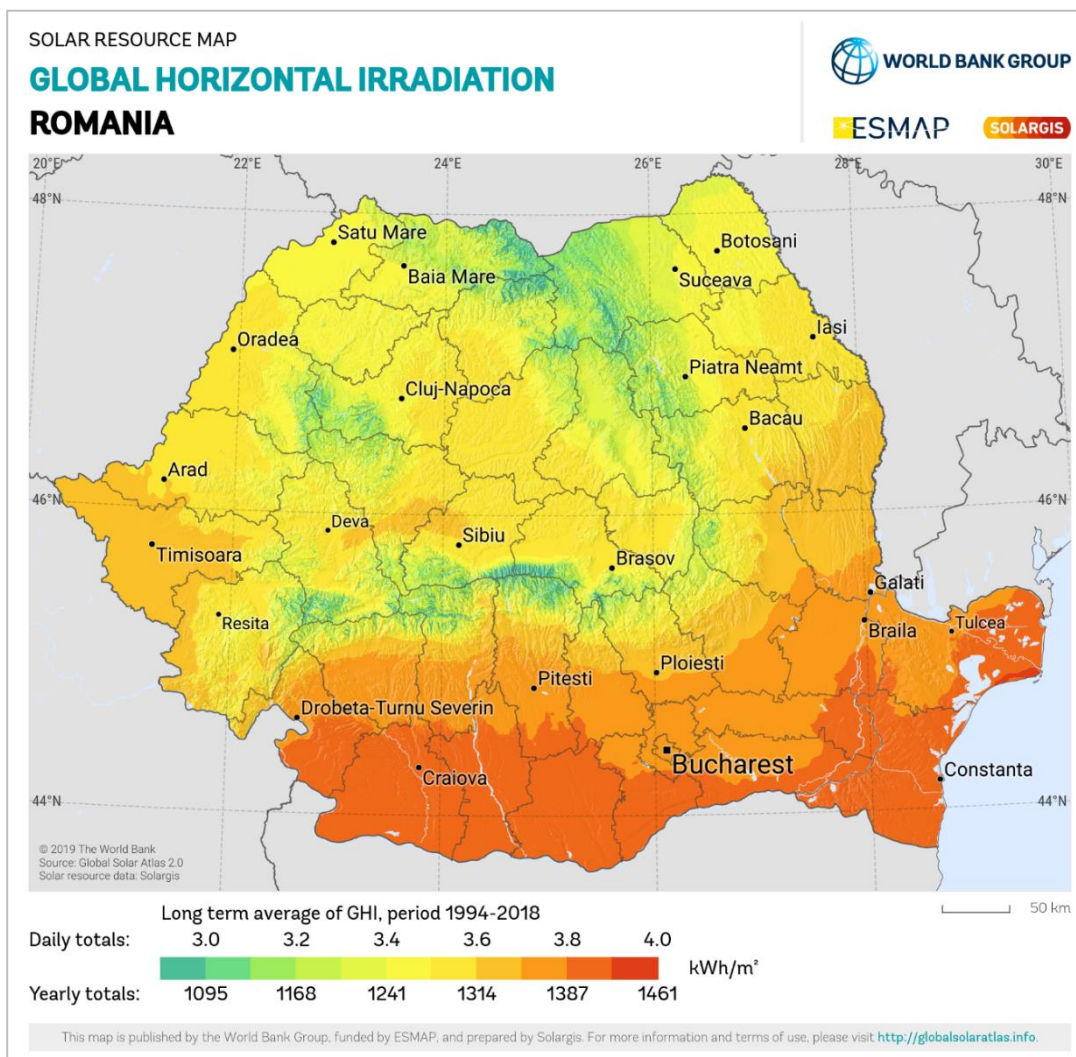 SOLAR RESOURCE MAP
GLOBAL HORIZONTAL IRRADIATION
ROMANIA
WORLD BANK GROUP
ESMAP
SOLARGIS
20°E 22°E 24°E 26°E 28°E 30°E
48°N 48°N
Satu Mare
Botosani
Baia Mare
Suceava
Iasi
Oradea
Piatra Neamt
Cluj-Napoca
Bacau
Arad
46°N 46°N
Deva
Sibiu
Timisoara
Brasov
Galati
Resita
Braila
Tulcea
Ploiesti
Pitesti
Drobeta-Turnu Severin
Bucharest
Craiova
Constanta
44°N 44°N
© 2019 The World Bank
Source: Global Solar Atlas 2.0
Solar resource data: Solargis
Long term average of GHI, period 1994-2018
50 km
Daily totals: 3.0 3.2 3.4 3.6 3.8 4.0
kWh/m²
Yearly totals: 1095 1168 1241 1314 1387 1461
This map is published by the World Bank Group, funded by ESMAP, and prepared by Solargis. For more information and terms of use, please visit http://globalsolaratlas.info.